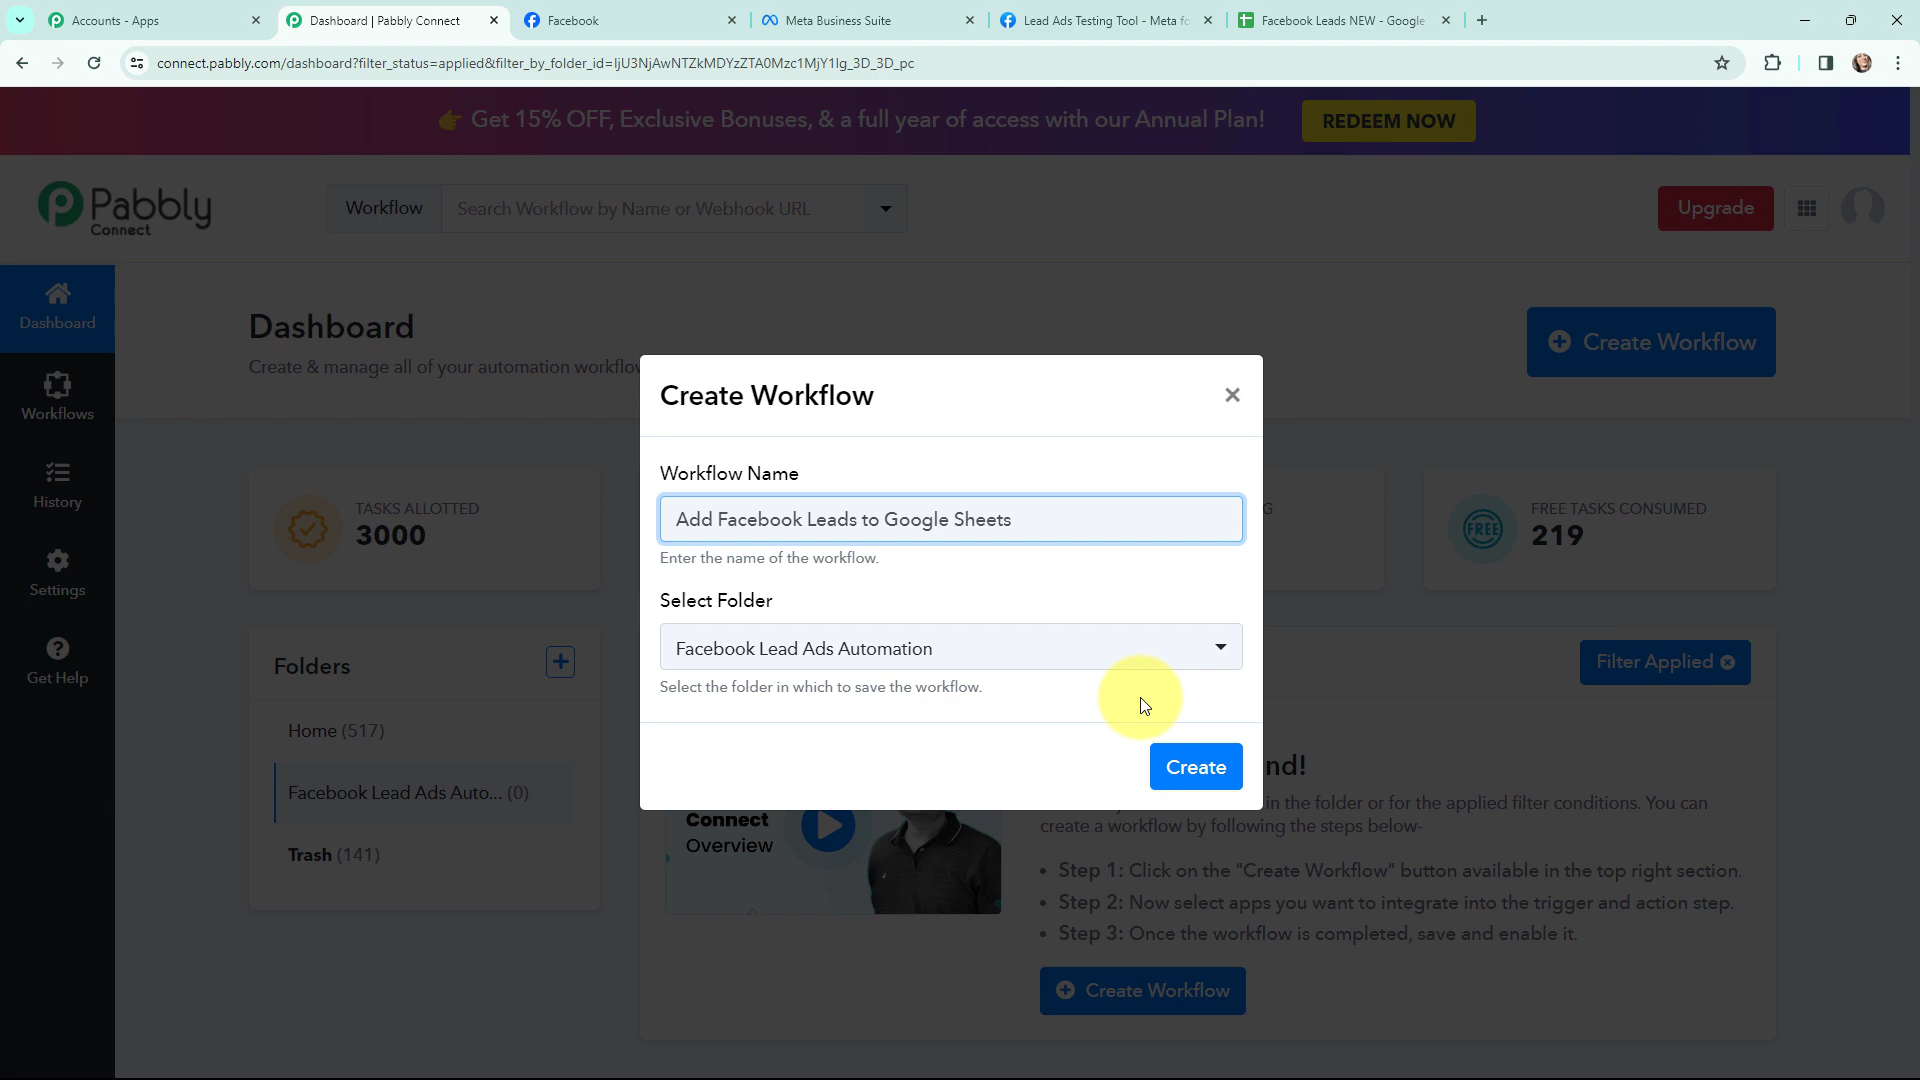 Accounts - Apps
Dashboard | Pabbly Connect
Facebook
Meta Business Suite
Lead Ads Testing Tool - Meta fo
Facebook Leads NEW - Google
connect.pabbly.com/dashboard?filter_status=applied&filter_by_folder_id=IjU3NjAwNTZkMDYzZTA0Mzc1MjY1Ig_3D_3D_pc
👉 Get 15% OFF, Exclusive Bonuses, & a full year of access with our Annual Plan!
REDEEM NOW
Pabbly
Connect
Workflow
Search Workflow by Name or Webhook URL
Upgrade
Dashboard
Workflows
History
Settings
Get Help
Dashboard
Create & manage all of your automation workflow
Create Workflow
TASKS ALLOTTED
3000
G
FREE
FREE TASKS CONSUMED
219
Create Workflow
Workflow Name
Add Facebook Leads to Google Sheets
Enter the name of the workflow.
Select Folder
Facebook Lead Ads Automation
Select the folder in which to save the workflow.
Create
Folders
Home (517)
Facebook Lead Ads Auto... (0)
Trash (141)
Filter Applied
Connect
Overview
nd!
in the folder or for the applied filter conditions. You can
create a workflow by following the steps below-
• Step 1: Click on the "Create Workflow" button available in the top right section.
• Step 2: Now select apps you want to integrate into the trigger and action step.
• Step 3: Once the workflow is completed, save and enable it.
Create Workflow